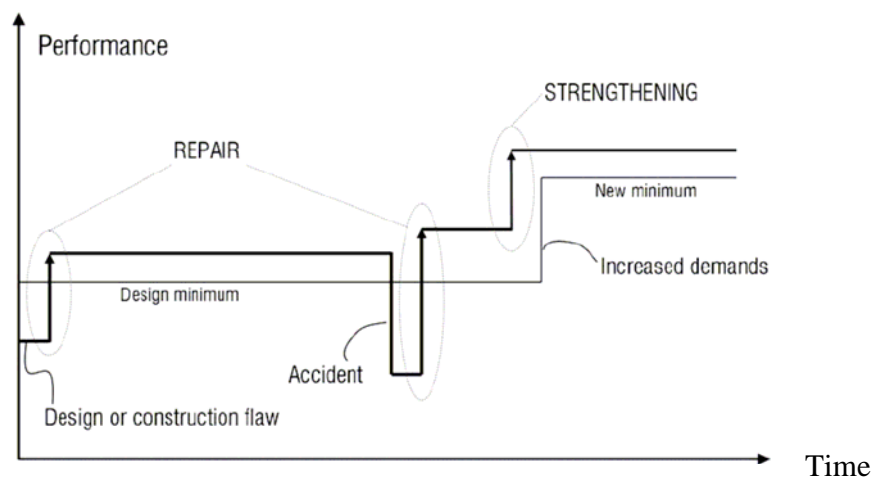 Performance
STRENGTHENING
REPAIR
New minimum
Increased demands
Design minimum
Accident
Design or construction flaw
Time